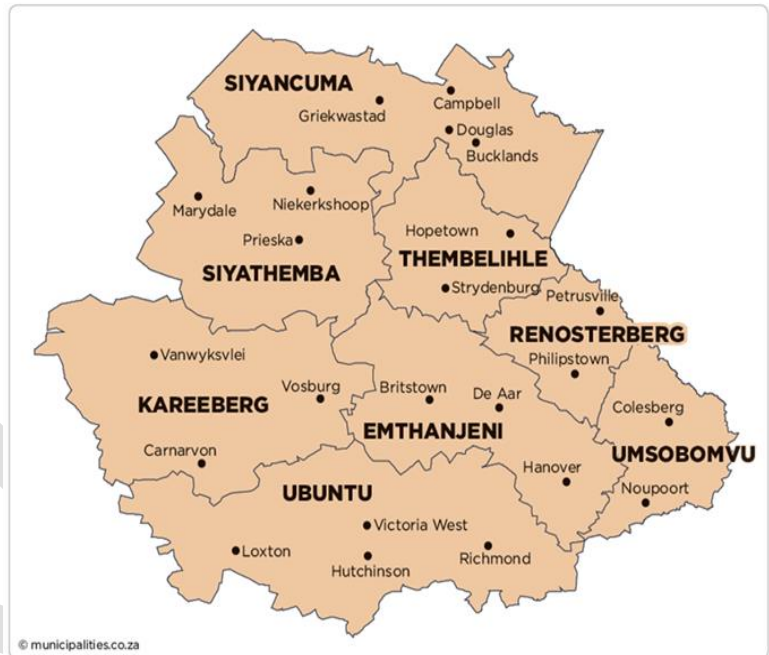 SIYANCUMA
Campbell
Griekwastad
Douglas
Bucklands
Marydale
Niekerkshoop
Hopetown
Prieska
THEMBELIHLE
SIYATHEMBA
Strydenburg
Petrusville
RENOSTERBERG
Vanwyksvlei
Philipstown
Vosburg
Britstown
De Aar
KAREEBERG
Colesberg
EMTHANJENI
Carnarvon
UMSOBOMVU
Hanover
UBUNTU
Noupoort
Victoria West
Loxton
Richmond
Hutchinson
© municipalities.co.za